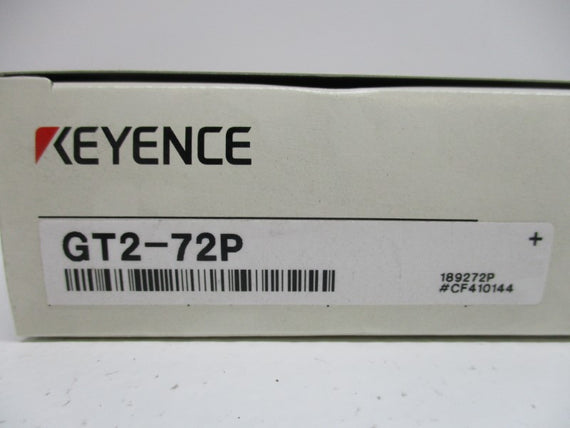 KEYENCE
GT2-72P
+
189272P
#CF410144